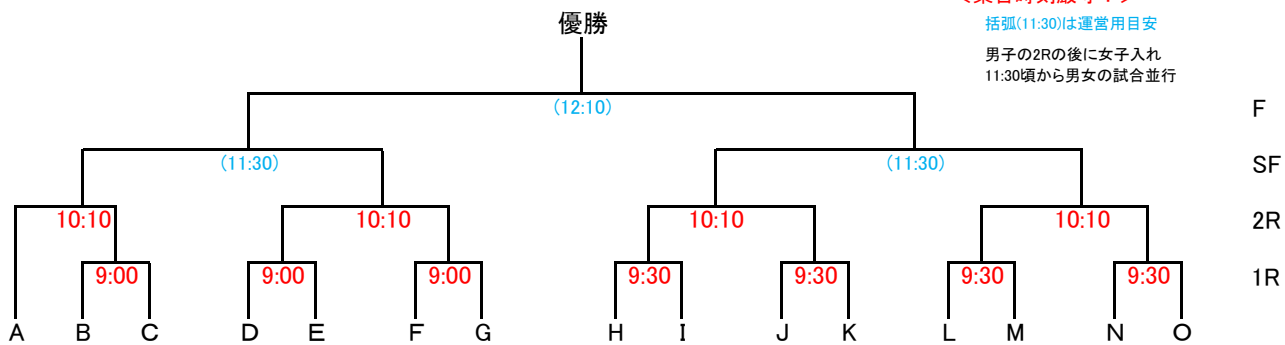 優勝
括弧(11:30)は運営用目安
男子の2Rの後に女子入れ
11:30頃から男女の試合並行
(12:10)
F
(11:30) (11:30)
SF
10:10 10:10 10:10 10:10
2R
9:00 9:00 9:00 9:30 9:30 9:30 9:30
1R
A B C D E F G H I J K L M N O